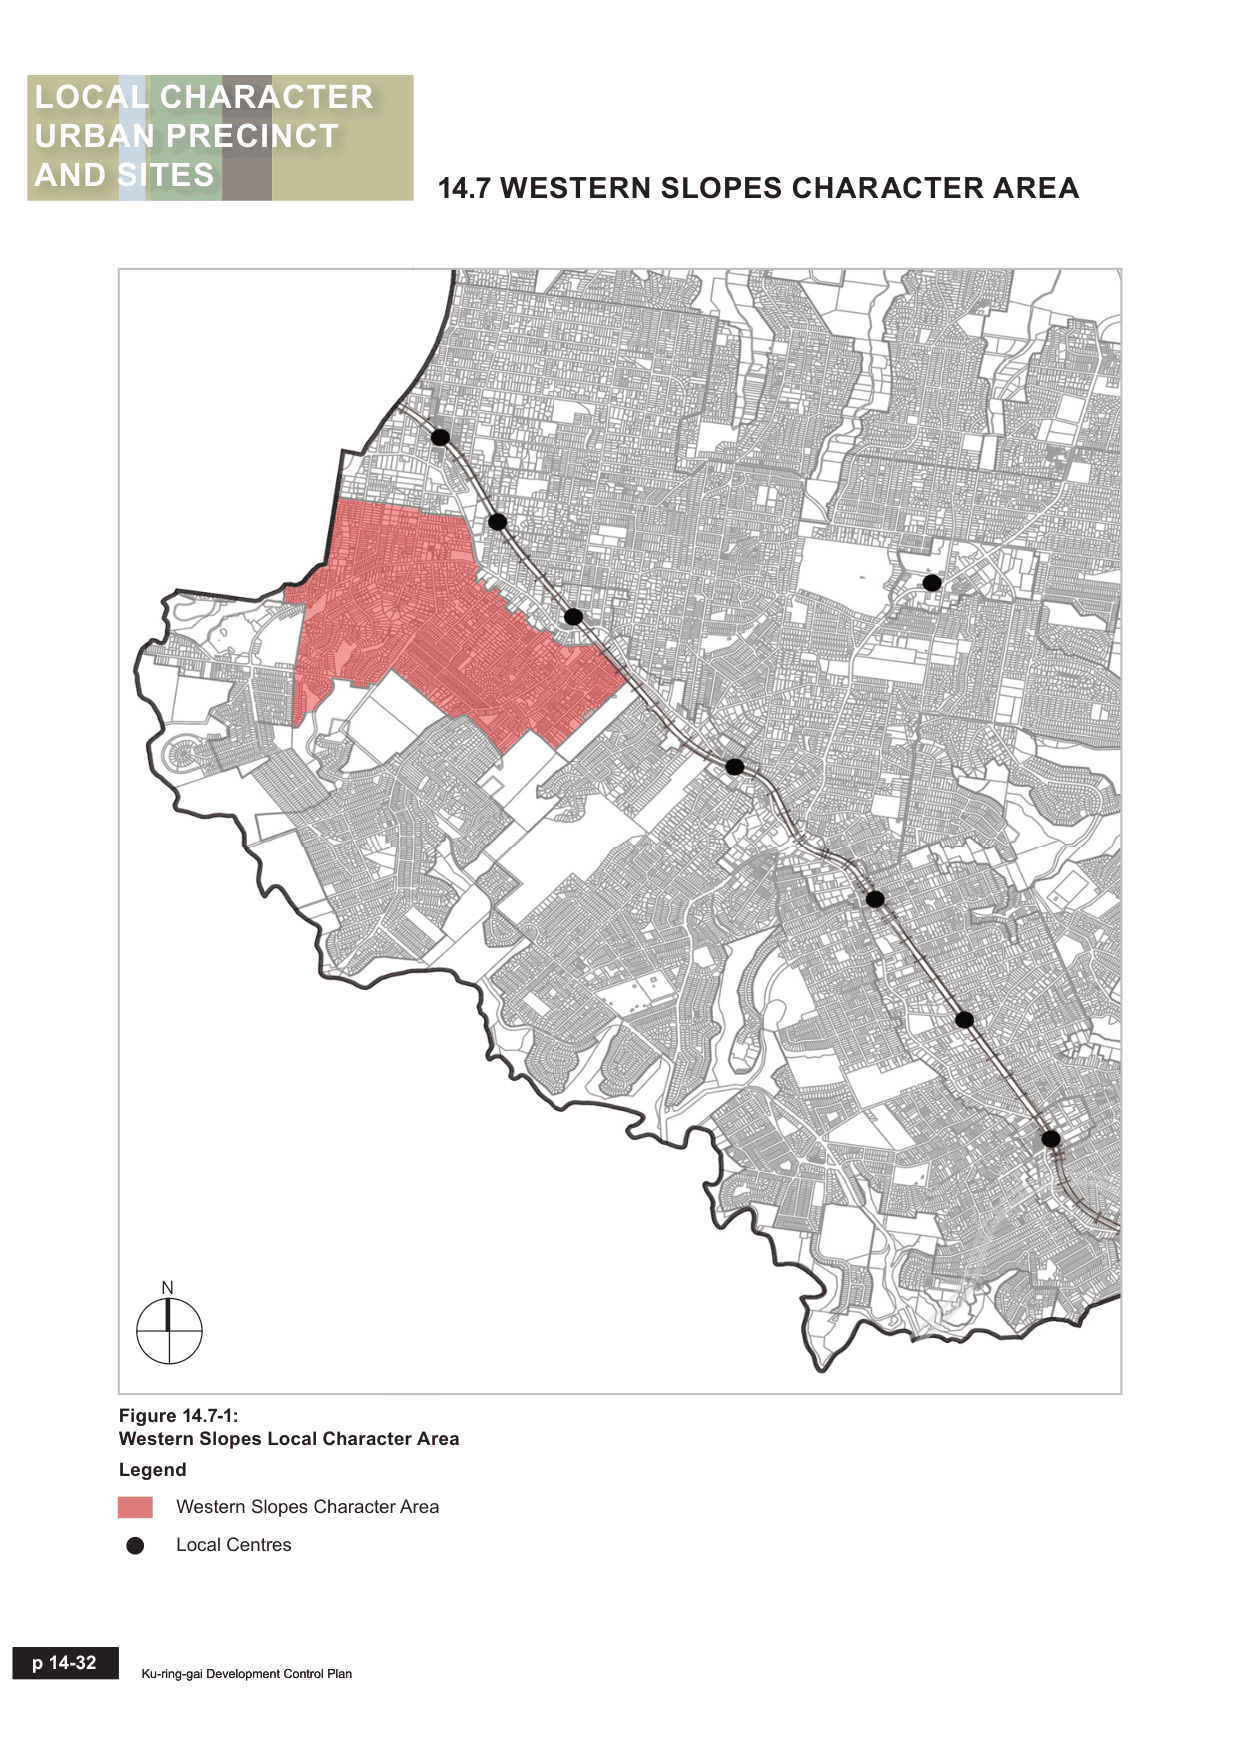 LOCAL CHARACTER
URBAN PRECINCT
AND SITES
14.7 WESTERN SLOPES CHARACTER AREA
N
Figure 14.7-1:
Western Slopes Local Character Area
Legend
Western Slopes Character Area
Local Centres
p 14-32
Ku-ring-gai Development Control Plan